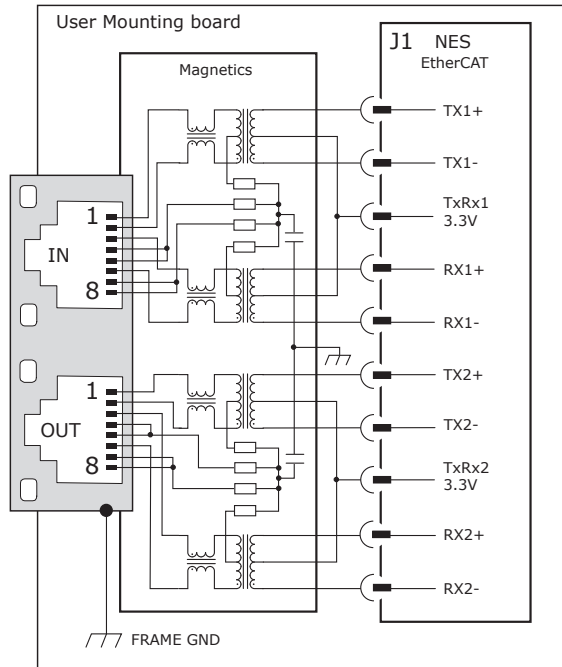 User Mounting board
J1 NES
EtherCAT
Magnetics
TX1+
TX1-
TxRx1
3.3V
RX1+
RX1-
1
IN
8
TX2+
TX2-
TxRx2
3.3V
RX2+
RX2-
1
OUT
8
FRAME GND